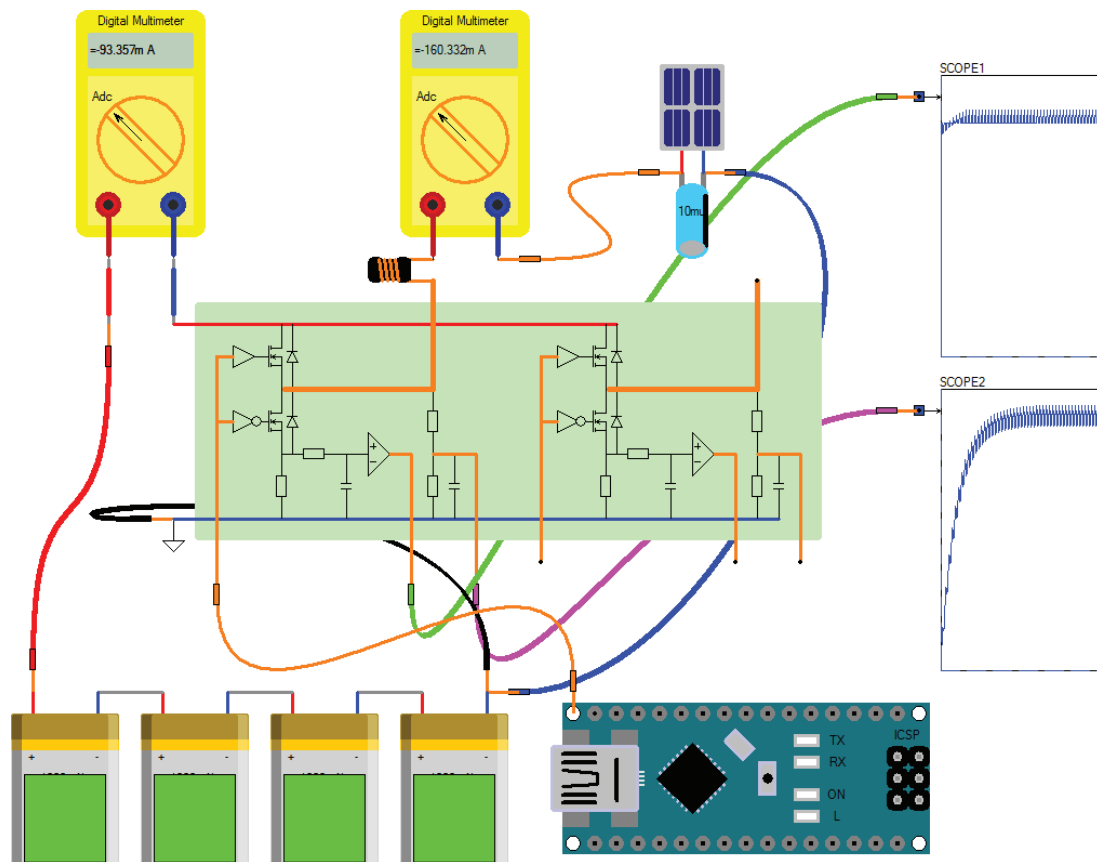 Digital Multimeter
=-93.357m A
Adc
Digital Multimeter
=-160.332m A
Adc
10mu
SCOPE1
SCOPE2
+ -
+ -
+ -
+ -
+ -
+ -
TX
RX
ON
L
ICSP